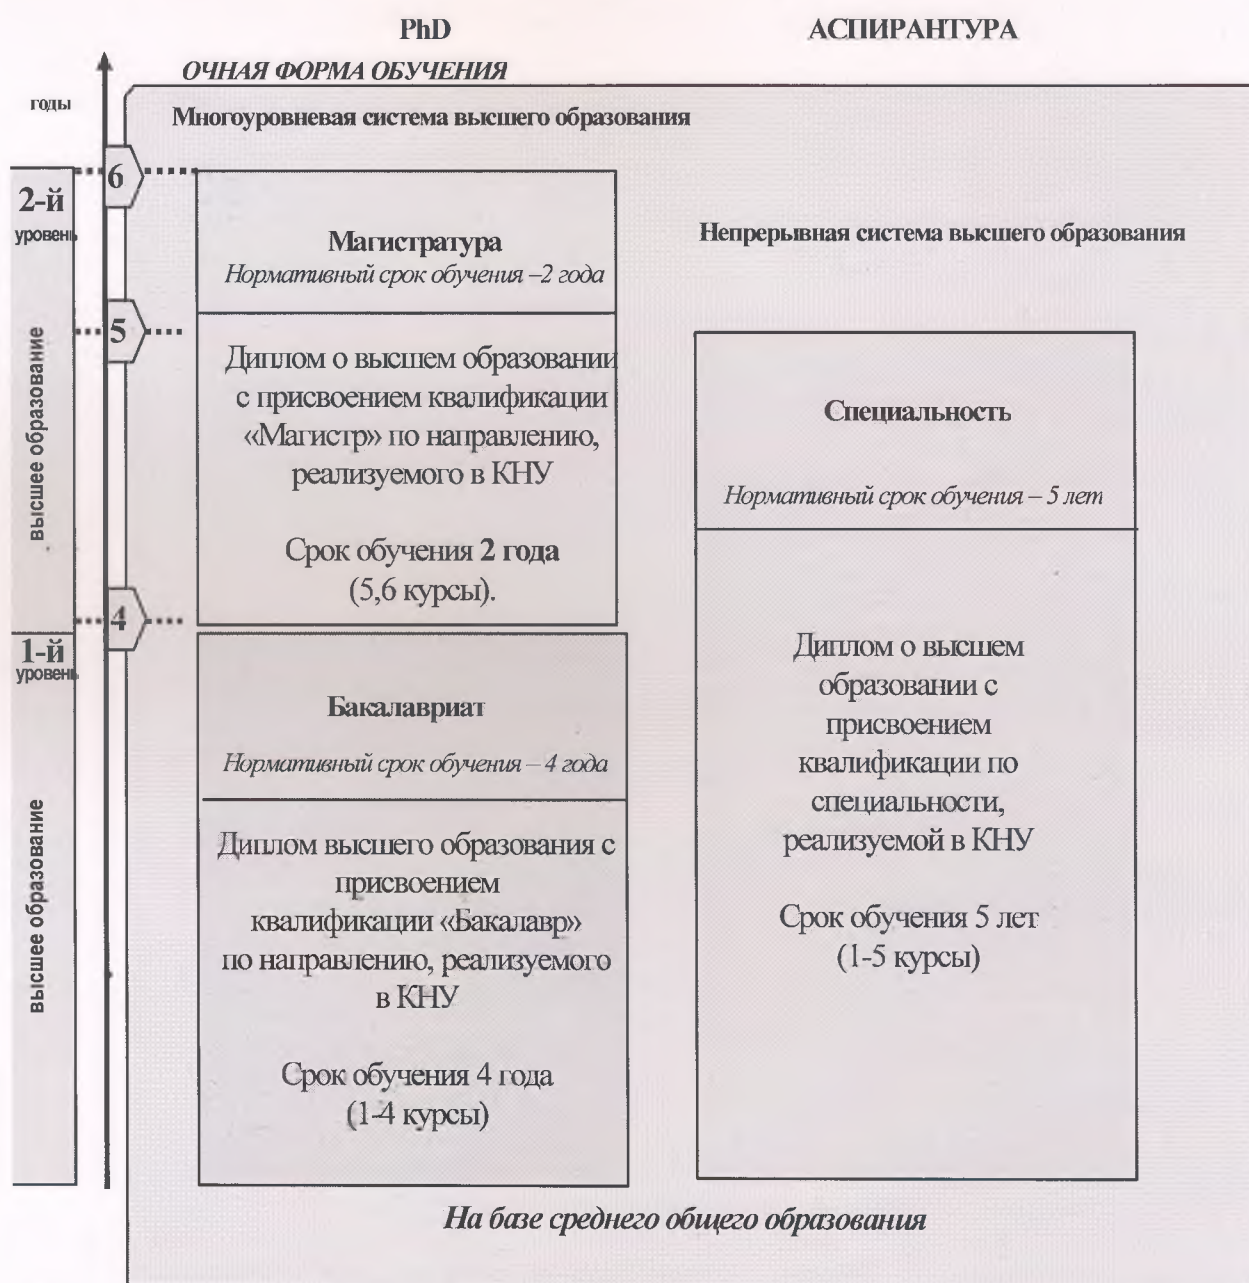 PhD
АСПИРАНТУРА
ОЧНАЯ ФОРМА ОБУЧЕНИЯ
годы
Многоуровневая система высшего образования
6
2-й
уровень
Магистратура
Нормативный срок обучения –2 года
Непрерывная система высшего образования
5
высшее образование
Диплом о высшем образовании
с присвоением квалификации
«Магистр» по направлению,
реализуемого в КНУ
Срок обучения 2 года
(5,6 курсы).
Специальность
Нормативный срок обучения – 5 лет
4
1-й
уровень
Бакалавриат
Нормативный срок обучения – 4 года
высшее образование
Диплом высшего образования с
присвоением
квалификации «Бакалавр»
по направлению, реализуемого
в КНУ
Срок обучения 4 года
(1-4 курсы)
Диплом о высшем
образовании с
присвоением
квалификации по
специальности,
реализуемой в КНУ
Срок обучения 5 лет
(1-5 курсы)
На базе среднего общего образования